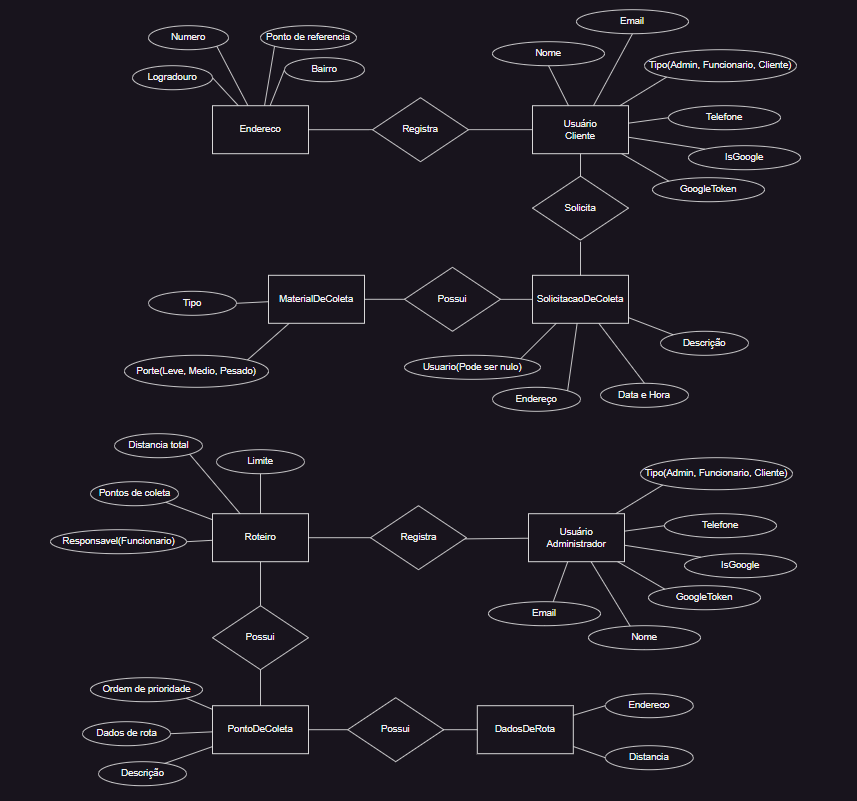 Email
Numero
Ponto de referencia
Nome
Tipo(Admin, Funcionario, Cliente)
Logradouro
Bairro
Telefone
Endereco
Registra
Usuário
Cliente
IsGoogle
GoogleToken
Solicita
Tipo
MaterialDeColeta
Possui
SolicitacaoDeColeta
Descrição
Porte(Leve, Medio, Pesado)
Usuario(Pode ser nulo)
Endereço
Data e Hora
Distancia total
Limite
Tipo(Admin, Funcionario, Cliente)
Pontos de coleta
Telefone
Responsavel(Funcionario)
Roteiro
Registra
Usuário
Administrador
IsGoogle
GoogleToken
Email
Nome
Possui
Ordem de prioridade
Endereco
Dados de rota
PontoDeColeta
Possui
DadosDeRota
Distancia
Descrição